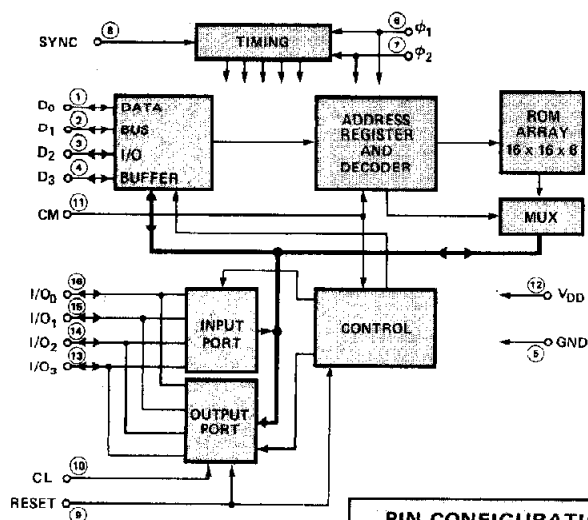 SYNC 8 TIMING 6 ϕ1
7 ϕ2
D0 1 DATA
D1 2 BUS
D2 3 I/O
D3 4 BUFFER
ADDRESS
REGISTER
AND
DECODER
ROM
ARRAY
16 x 16 x 8
MUX
CM 11
I/O0 16
I/O1 15
I/O2 14
I/O3 13
INPUT
PORT
CONTROL
12 VDD
5 GND
OUTPUT
PORT
CL 10
RESET 9